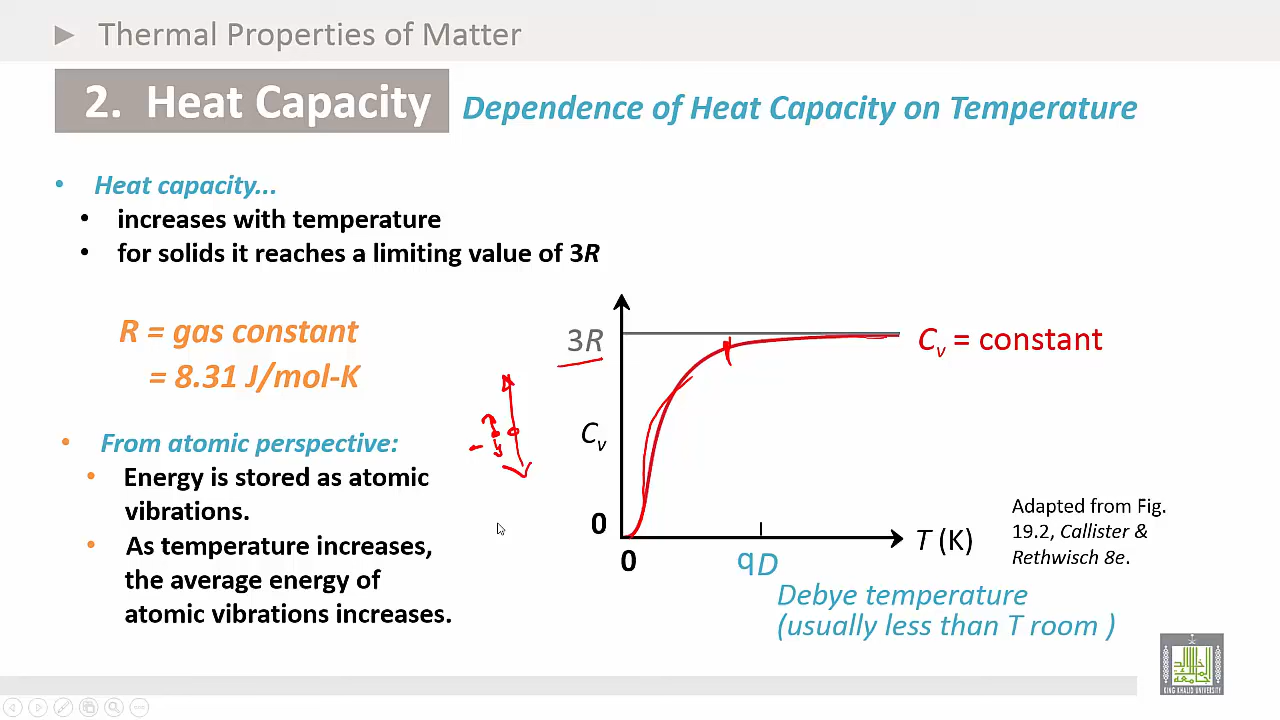 ► Thermal Properties of Matter
2. Heat Capacity
Dependence of Heat Capacity on Temperature
• Heat capacity...
• increases with temperature
• for solids it reaches a limiting value of 3R
R = gas constant
= 8.31 J/mol-K
• From atomic perspective:
• Energy is stored as atomic
vibrations.
• As temperature increases,
the average energy of
atomic vibrations increases.
3R
Cv = constant
Cv
0
0
T (K)
qD
Debye temperature
(usually less than T room )
Adapted from Fig.
19.2, Callister &
Rethwisch 8e.
KING KHALID UNIVERSITY